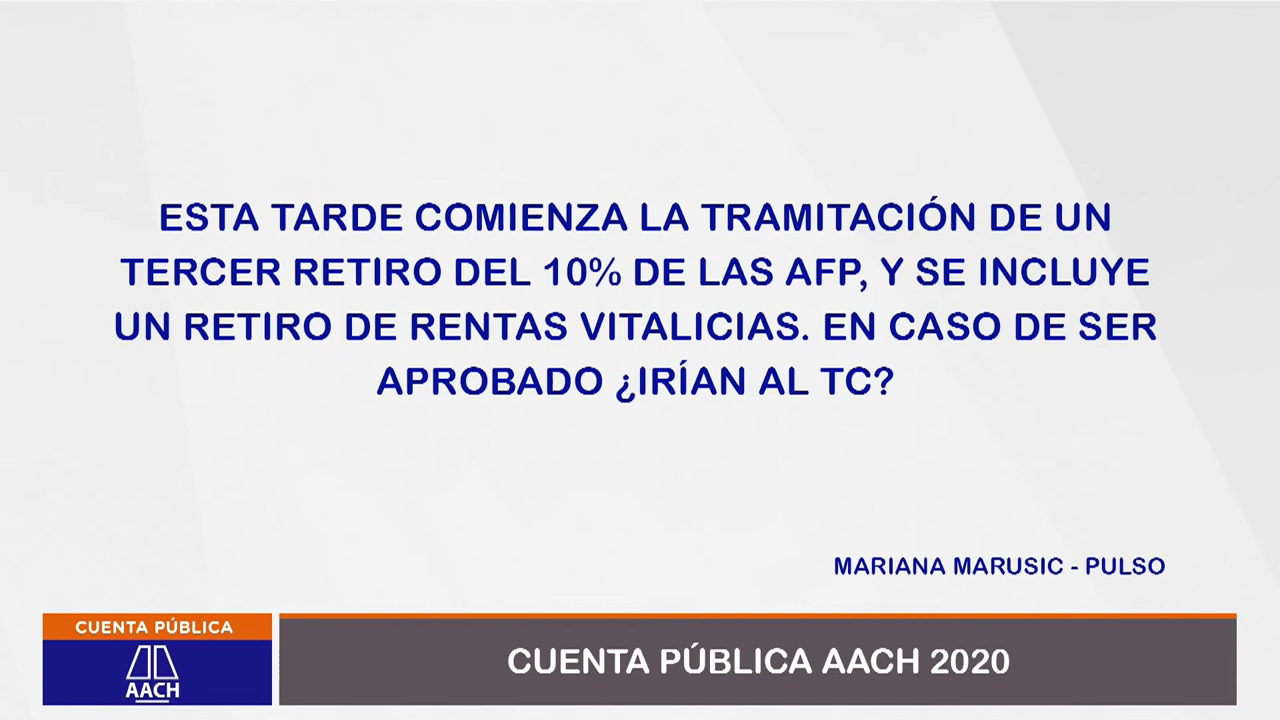 ESTA TARDE COMIENZA LA TRAMITACIÓN DE UN
TERCER RETIRO DEL 10% DE LAS AFP, Y SE INCLUYE
UN RETIRO DE RENTAS VITALICIAS. EN CASO DE SER
APROBADO ¿IRÍAN AL TC?
MARIANA MARUSIC - PULSO
CUENTA PÚBLICA
AACH
CUENTA PÚBLICA AACH 2020